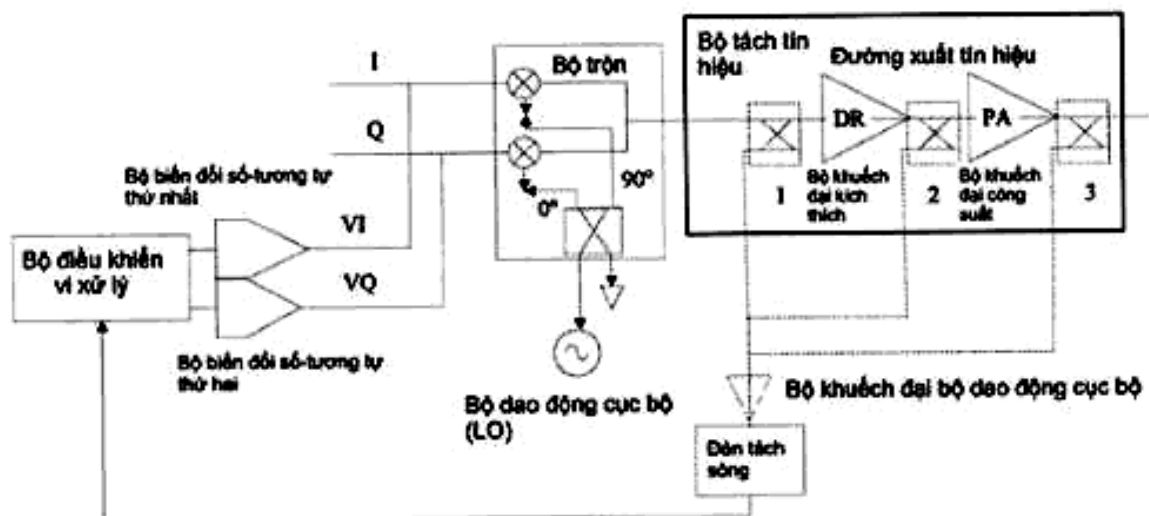 I
Q
Bộ trộn
Bộ tách tín
hiệu
Đường xuất tín hiệu
DR
PA
1
Bộ khuếch
đại kích
thích
2
Bộ khuếch
đại công
suất
3
90°
0°
Bộ biến đổi số-tương tự
thứ nhất
VI
VQ
Bộ điều khiển
vi xử lý
Bộ biến đổi số-tương tự
thứ hai
Bộ dao động cục bộ
(LO)
Bộ khuếch đại bộ dao động cục bộ
Đèn tách
sóng